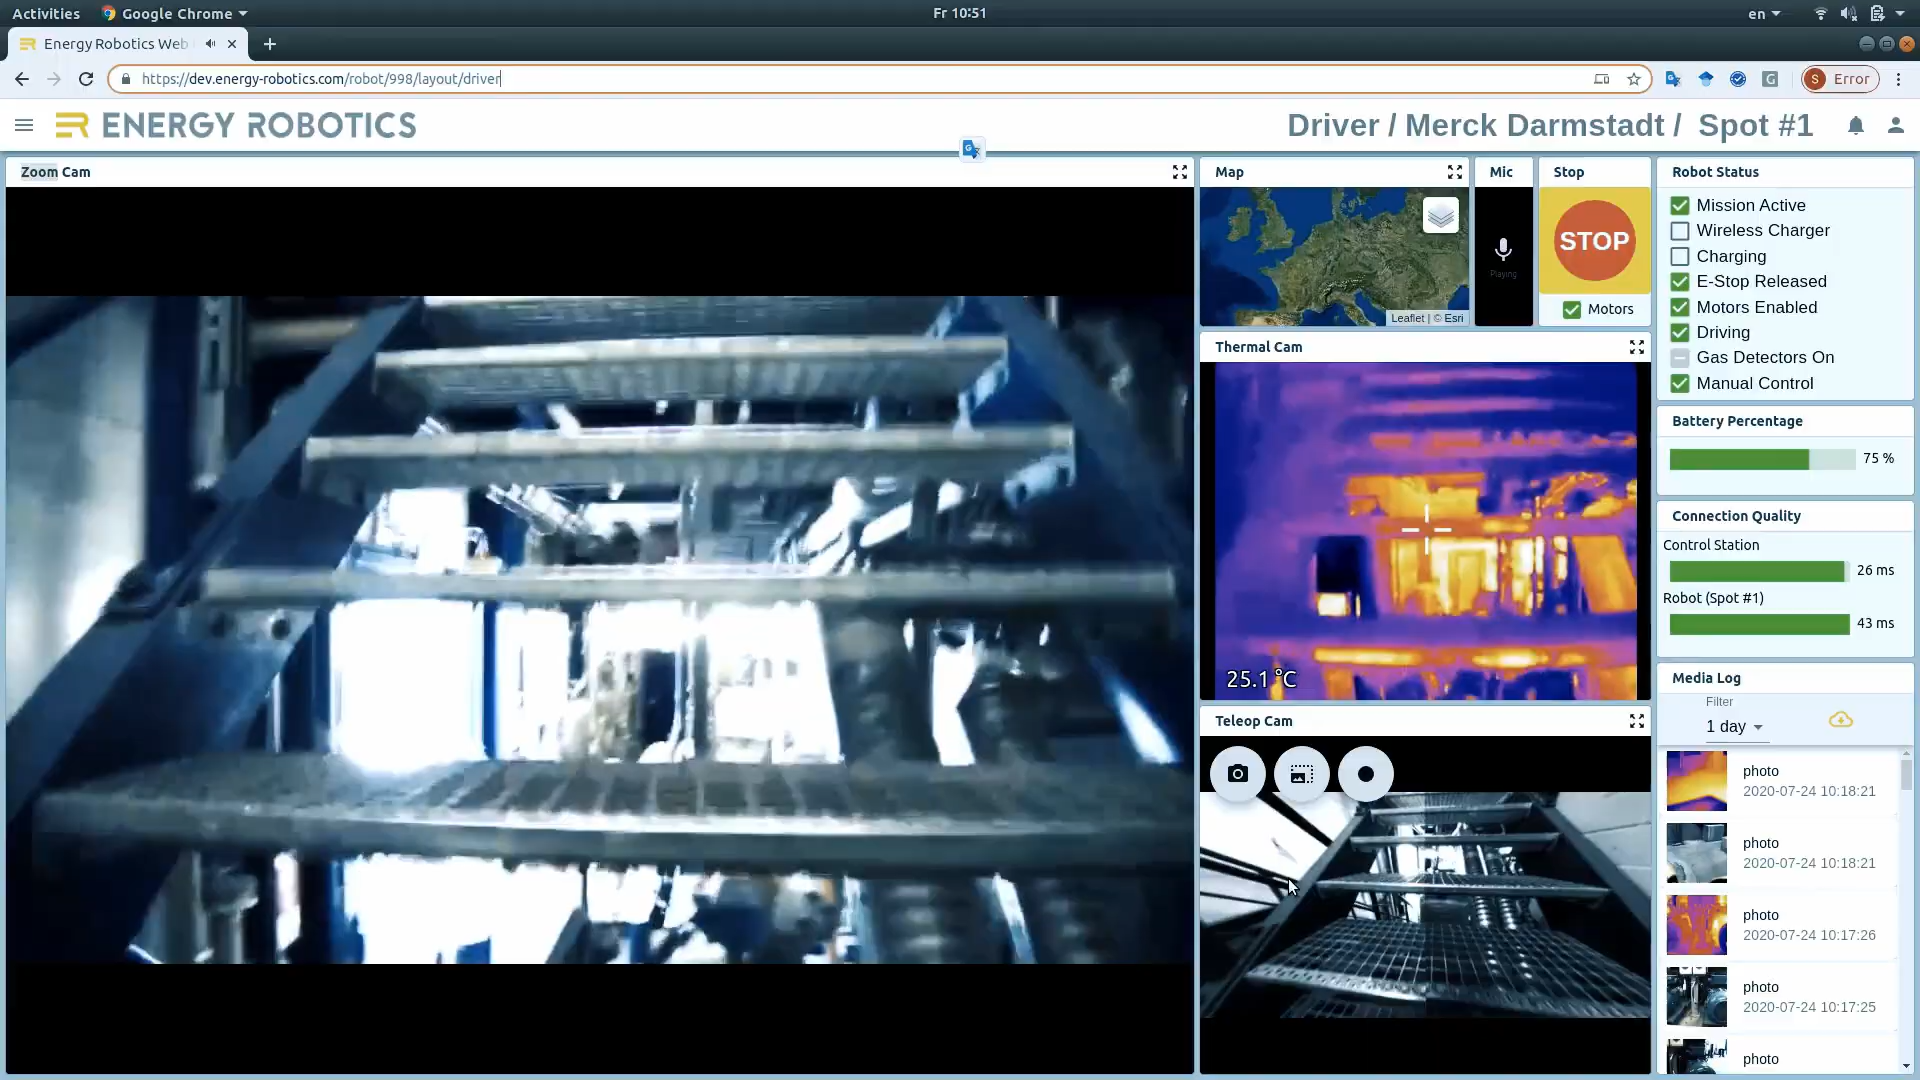 Activities
Google Chrome
Fr 10:51
en
Energy Robotics Web
https://dev.energy-robotics.com/robot/998/layout/driver
S Error
ENERGY ROBOTICS
Driver / Merck Darmstadt / Spot #1
Zoom Cam
Map
Leaflet | © Esri
Mic
Playing
Stop
STOP
Motors
Robot Status
Mission Active
Wireless Charger
Charging
E-Stop Released
Motors Enabled
Driving
Gas Detectors On
Manual Control
Thermal Cam
25.1 °C
Battery Percentage
75 %
Connection Quality
Control Station
26 ms
Robot (Spot #1)
43 ms
Teleop Cam
Media Log
Filter
1 day
photo
2020-07-24 10:18:21
photo
2020-07-24 10:18:21
photo
2020-07-24 10:17:26
photo
2020-07-24 10:17:25
photo